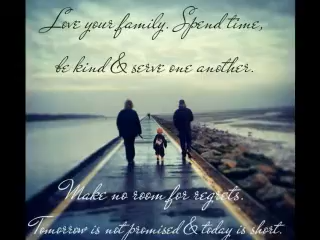 Love your family. Spend time,
be kind & serve one another.
Make no room for regrets.
Tomorrow is not promised & today is short.